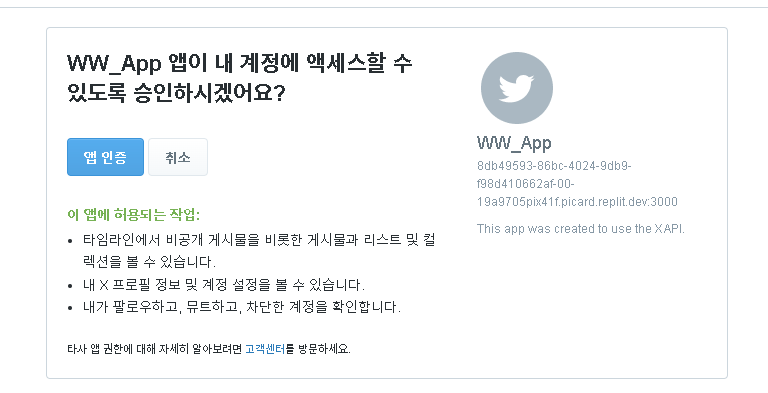 WW_App 앱이 내 계정에 액세스할 수
있도록 승인하시겠어요?
앱 인증
취소
이 앱에 허용되는 작업:
• 타임라인에서 비공개 게시물을 비롯한 게시물과 리스트 및 컬
렉션을 볼 수 있습니다.
• 내 X 프로필 정보 및 계정 설정을 볼 수 있습니다.
• 내가 팔로우하고, 뮤트하고, 차단한 계정을 확인합니다.
타사 앱 권한에 대해 자세히 알아보려면 고객센터를 방문하세요.
WW_App
8db49593-86bc-4024-9db9-
f98d410662af-00-
19a9705pix41f.picard.replit.dev:3000
This app was created to use the X API.